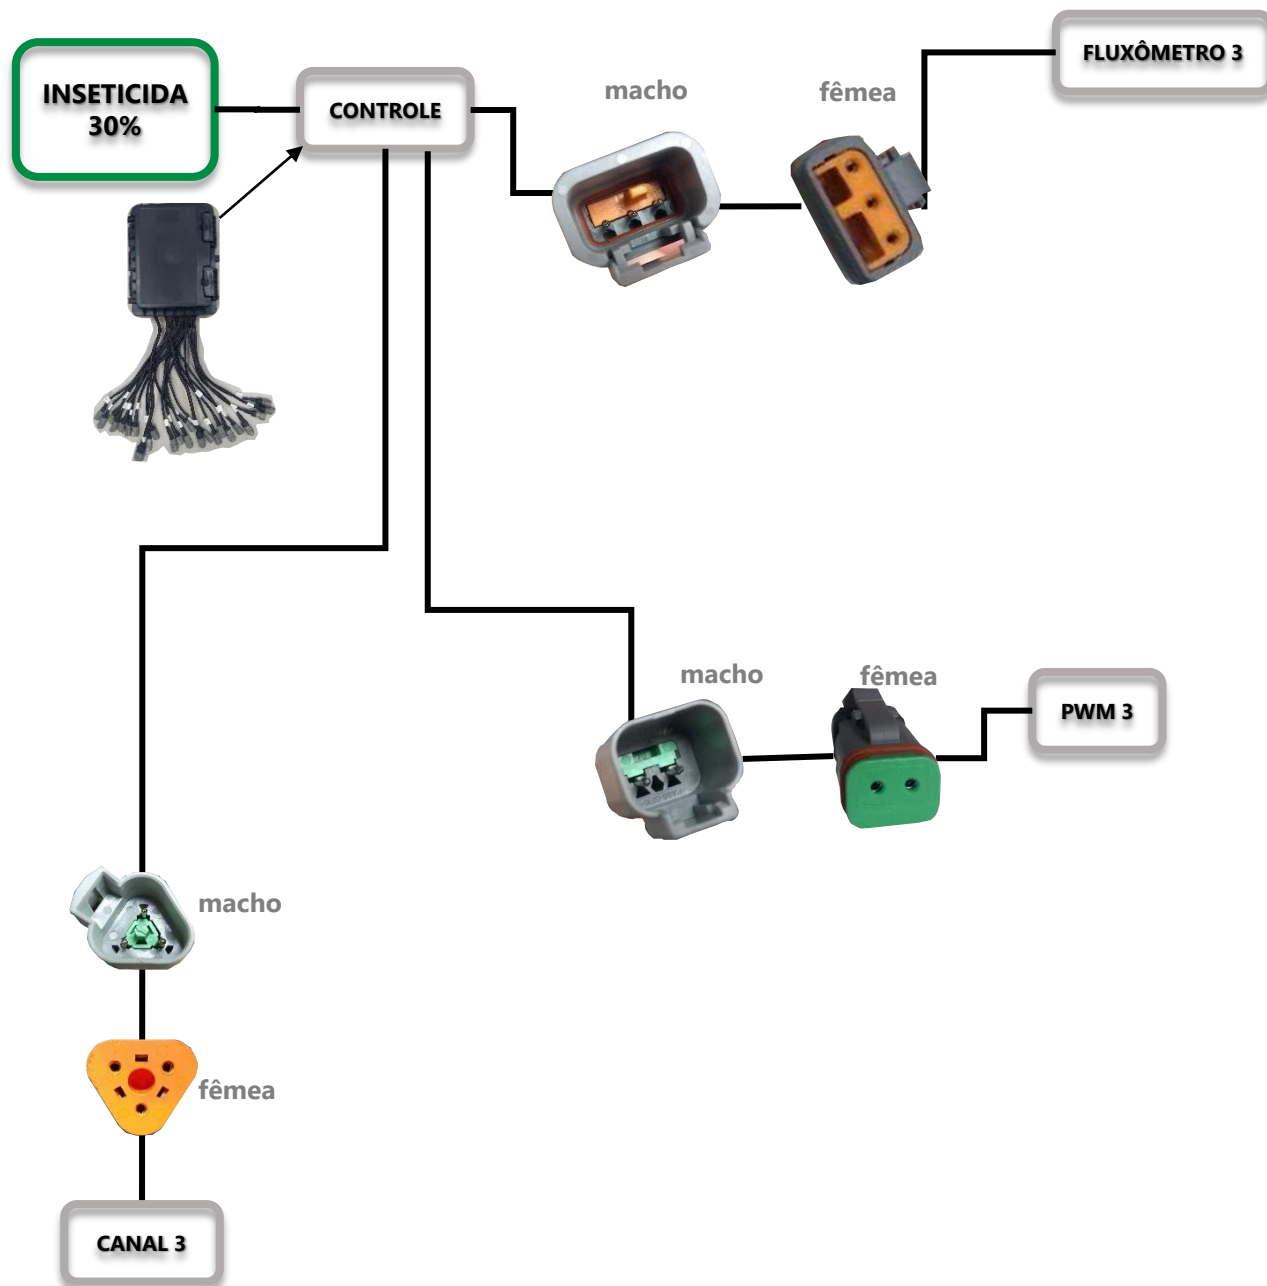 FLUXÔMETRO 3
INSETICIDA
30%
CONTROLE
macho
fêmea
macho
fêmea
PWM 3
macho
fêmea
CANAL 3